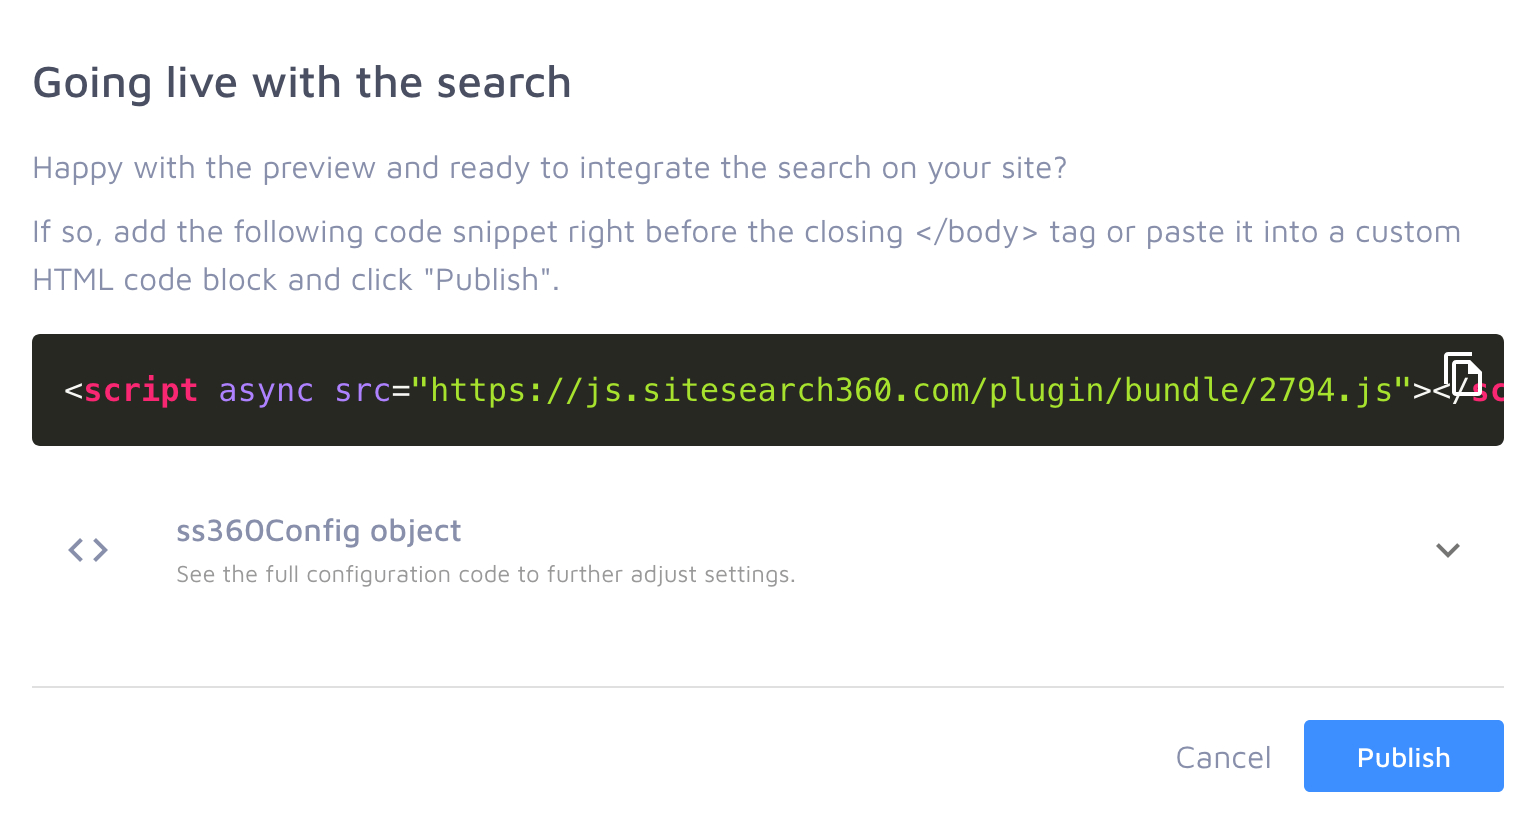 Going live with the search
Happy with the preview and ready to integrate the search on your site?
If so, add the following code snippet right before the closing </body> tag or paste it into a custom
HTML code block and click "Publish".
<script async src="https://js.sitesearch360.com/plugin/bundle/2794.js"></sc
ss360Config object
See the full configuration code to further adjust settings.
Cancel
Publish